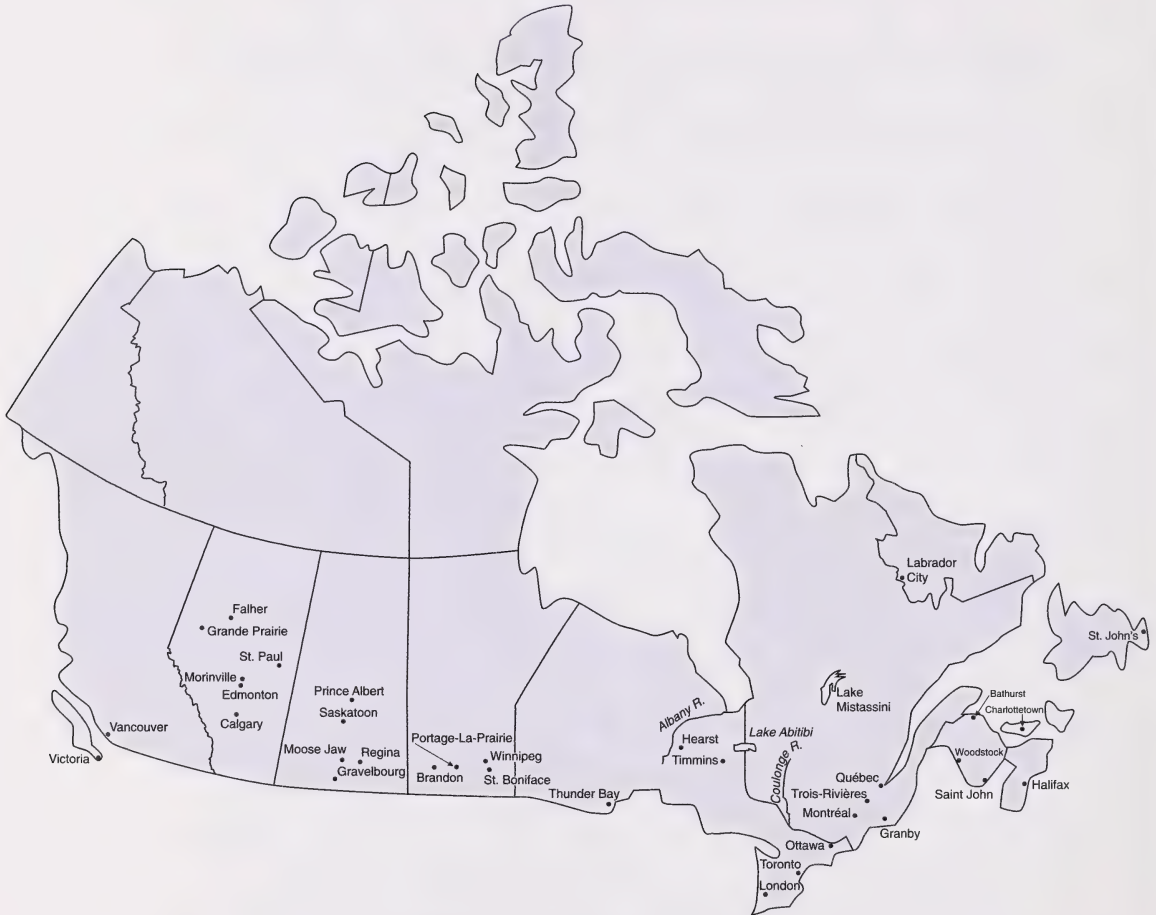 Labrador
City
Falher
Grande Prairie
St. John's
St. Paul
Morinville
Edmonton
Prince Albert
Saskatoon
Calgary
Lake
Mistassini
Bathurst
Charlottetown
Albany R.
Vancouver
Victoria
Portage-La-Prairie
Hearst
Lake Abitibi
Moose Jaw
Regina
Winnipeg
Timmins
Woodstock
Gravelbourg
Brandon
St. Boniface
Coulonge R.
Québec
Thunder Bay
Trois-Rivières
Saint John
Halifax
Montréal
Granby
Ottawa
Toronto
London